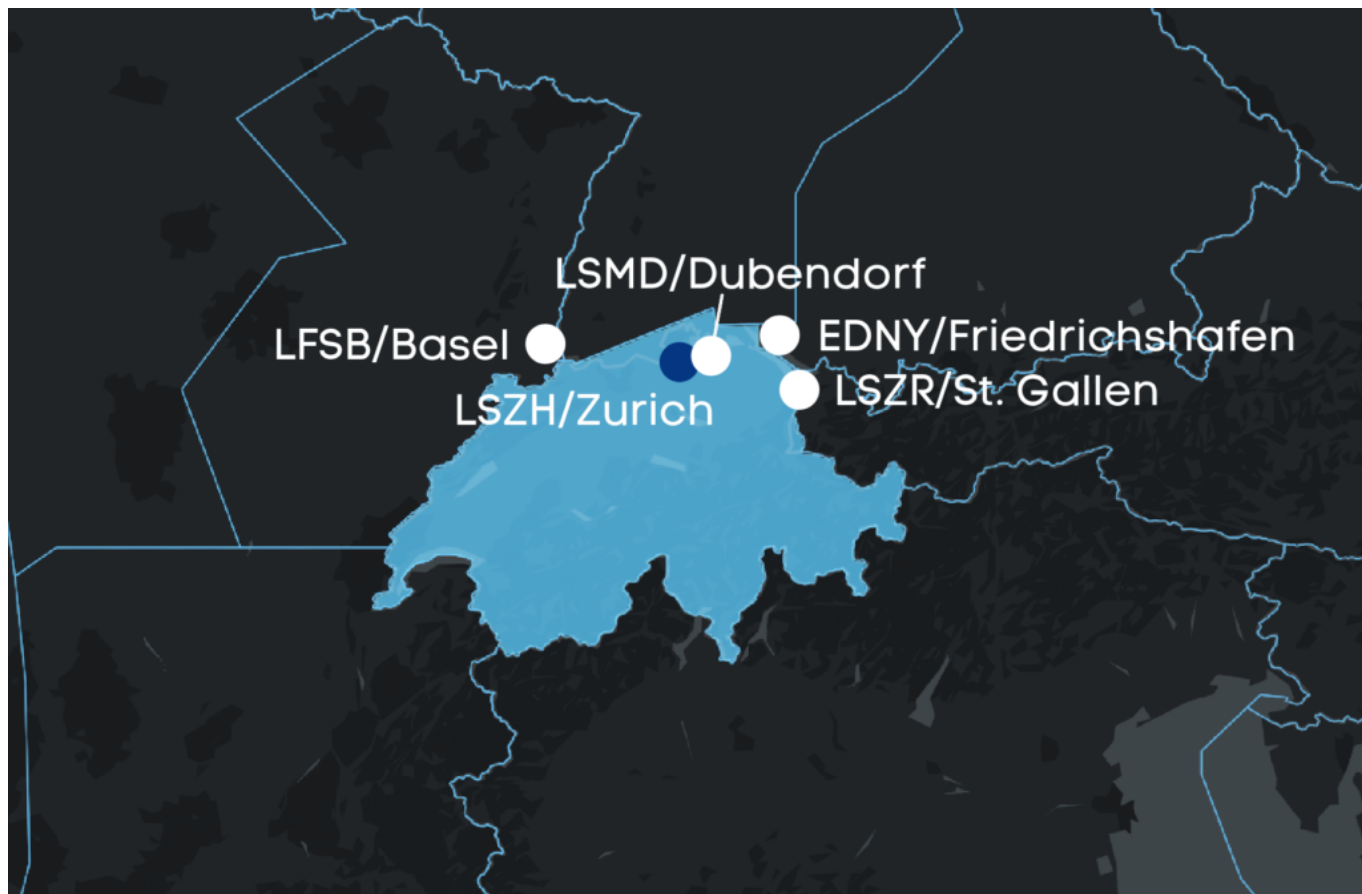 LSMD/Dubendorf
LFSB/Basel
EDNY/Friedrichshafen
LSZR/St. Gallen
LSZH/Zurich